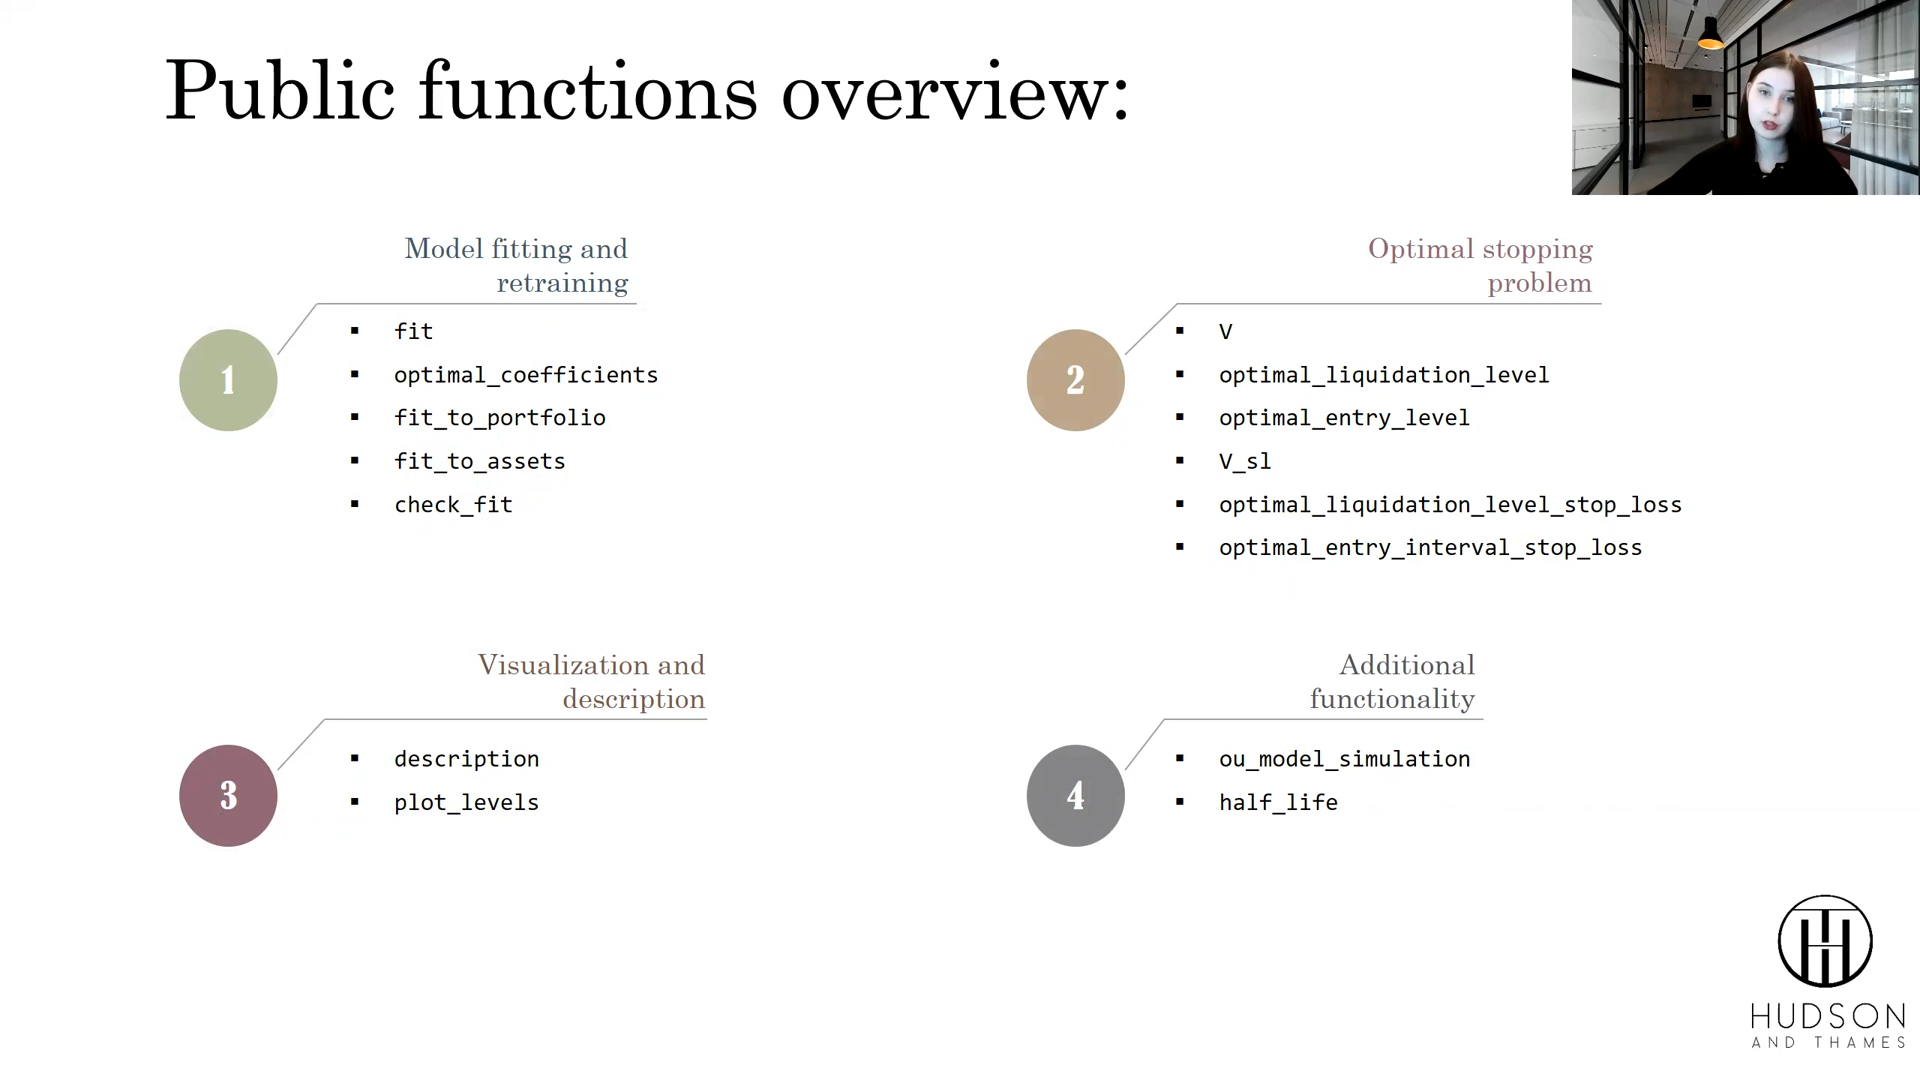 Public functions overview:
Model fitting and
retraining
1
▪ fit
▪ optimal_coefficients
▪ fit_to_portfolio
▪ fit_to_assets
▪ check_fit
Optimal stopping
problem
2
▪ V
▪ optimal_liquidation_level
▪ optimal_entry_level
▪ V_sl
▪ optimal_liquidation_level_stop_loss
▪ optimal_entry_interval_stop_loss
Visualization and
description
3
▪ description
▪ plot_levels
Additional
functionality
4
▪ ou_model_simulation
▪ half_life
HUDSON
AND THAMES